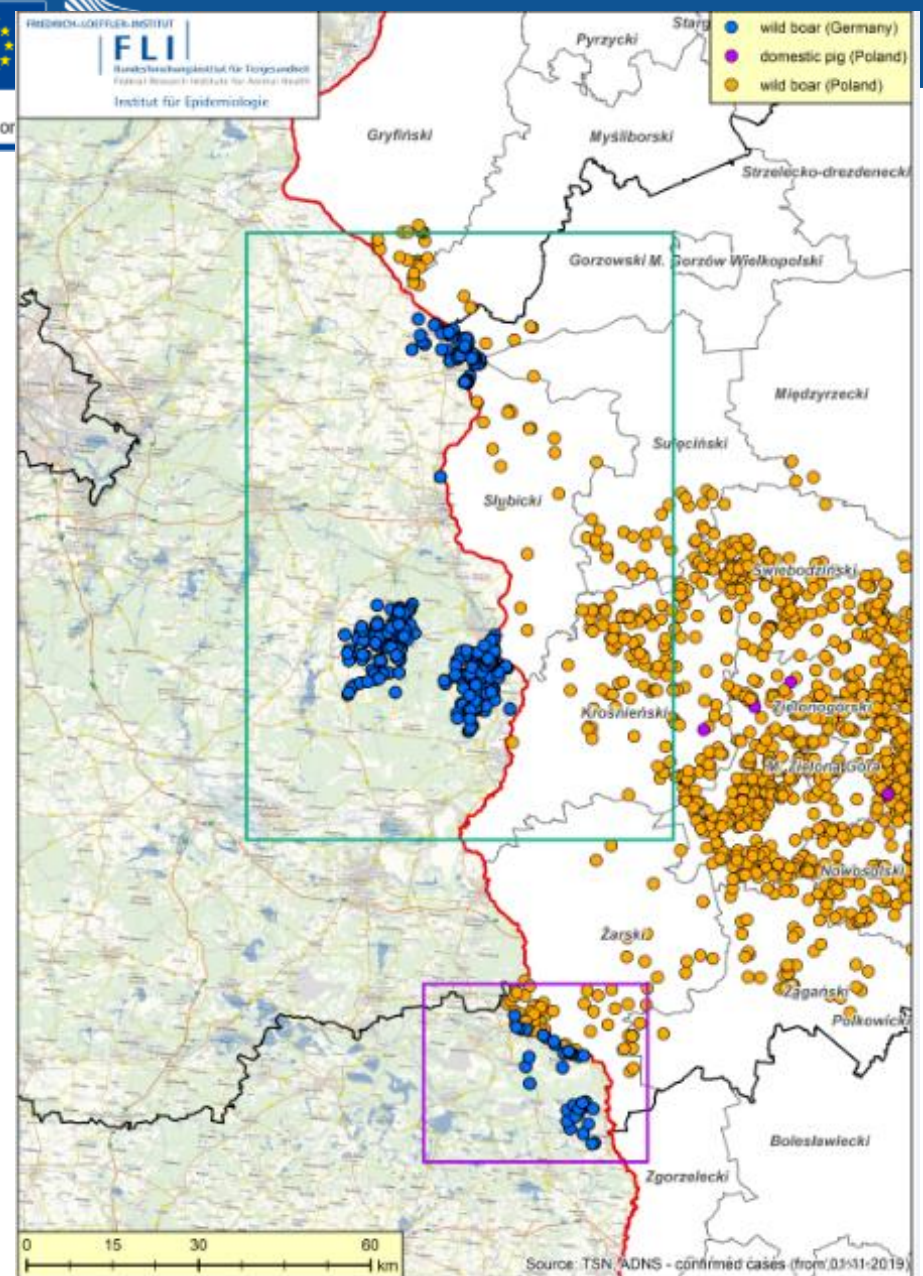 FRIEDRICH-LOEFFLER-INSTITUT
FLI
Bundesforschungsinstitut für Tiergesundheit
Federal Research Institute for Animal Health
Institut für Epidemiologie
wild boar (Germany)
domestic pig (Poland)
wild boar (Poland)
Starg
Pyrzycki
Gryfiński
Myśliborski
Strzelecko-drezdenecki
Gorzowski M. Gorzów Wielkopolski
Międzyrzecki
Sulęciński
Słubicki
Świebodziński
Krośnieński
Zielonogórski
M. Zielona Góra
Nowosolski
Żarski
Żagański
Polkowicki
Bolesławiecki
Zgorzelecki
0 15 30 60
km
Source: TSN, ADNS - confirmed cases (from 01-11-2019)